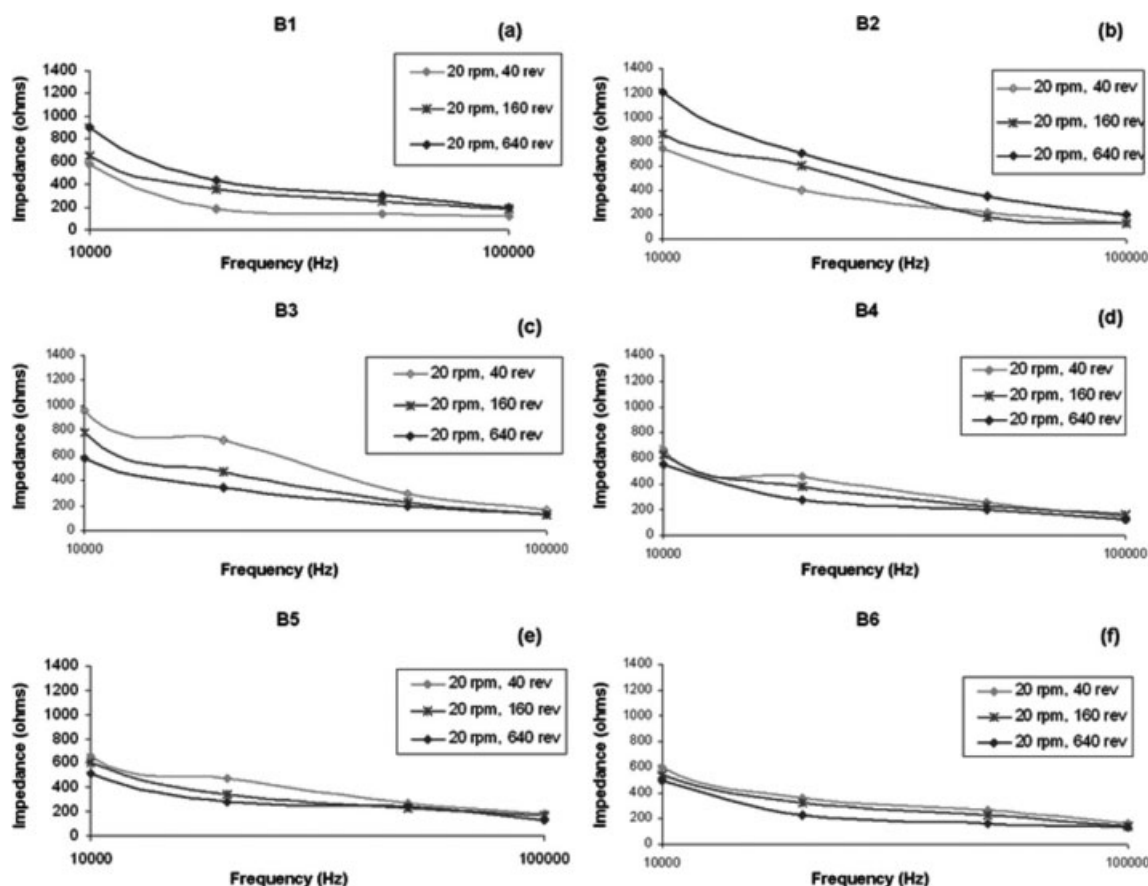 B1
(a)
Impedance (ohms)
1400
1200
1000
800
600
400
200
0
20 rpm, 40 rev
20 rpm, 160 rev
20 rpm, 640 rev
10000
100000
Frequency (Hz)
B2
(b)
Impedance (ohms)
1400
1200
1000
800
600
400
200
0
20 rpm, 40 rev
20 rpm, 160 rev
20 rpm, 640 rev
10000
100000
Frequency (Hz)
B3
(c)
Impedance (ohms)
1400
1200
1000
800
600
400
200
0
20 rpm, 40 rev
20 rpm, 160 rev
20 rpm, 640 rev
10000
100000
Frequency (Hz)
B4
(d)
Impedance (ohms)
1400
1200
1000
800
600
400
200
0
20 rpm, 40 rev
20 rpm, 160 rev
20 rpm, 640 rev
10000
100000
Frequency (Hz)
B5
(e)
Impedance (ohms)
1400
1200
1000
800
600
400
200
0
20 rpm, 40 rev
20 rpm, 160 rev
20 rpm, 640 rev
10000
100000
Frequency (Hz)
B6
(f)
Impedance (ohms)
1400
1200
1000
800
600
400
200
0
20 rpm, 40 rev
20 rpm, 160 rev
20 rpm, 640 rev
10000
100000
Frequency (Hz)